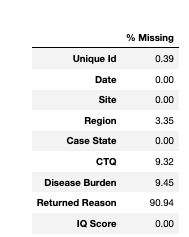 % Missing
Unique Id 0.39
Date 0.00
Site 0.00
Region 3.35
Case State 0.00
CTQ 9.32
Disease Burden 9.45
Returned Reason 90.94
IQ Score 0.00